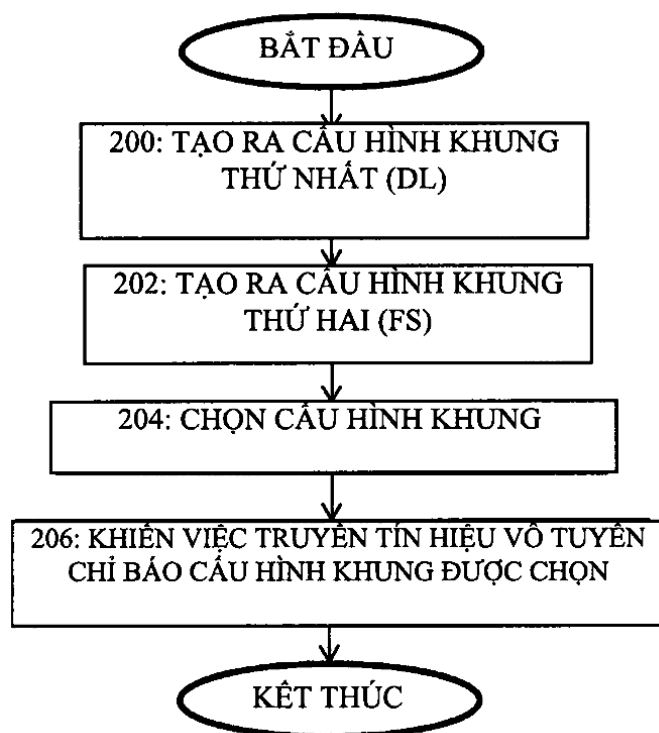 BẮT ĐẦU
200: TẠO RA CẤU HÌNH KHUNG
THỨ NHẤT (DL)
202: TẠO RA CẤU HÌNH KHUNG
THỨ HAI (FS)
204: CHỌN CẤU HÌNH KHUNG
206: KHIẾN VIỆC TRUYỀN TÍN HIỆU VÔ TUYẾN
CHỈ BÁO CẤU HÌNH KHUNG ĐƯỢC CHỌN
KẾT THÚC